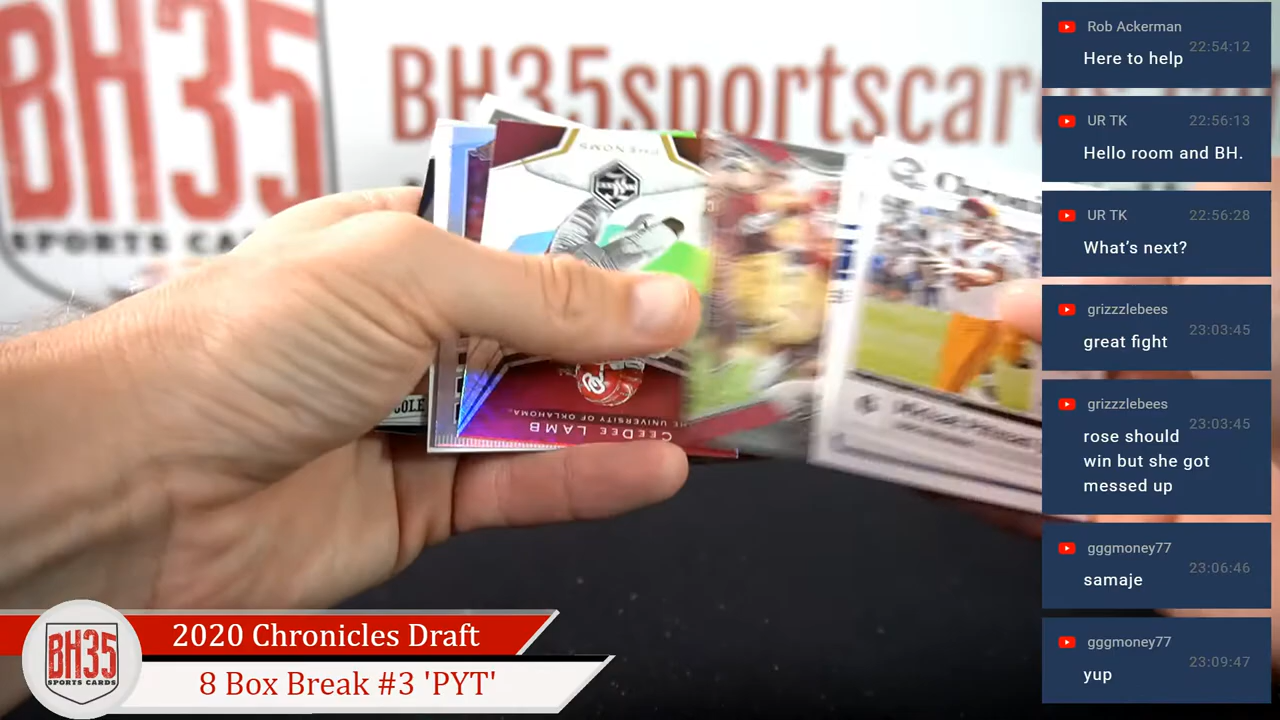 BH35
SPORTS CARDS
BH35sportscar
Rob Ackerman
22:54:12
Here to help
UR TK
22:56:13
Hello room and BH.
UR TK
22:56:28
What's next?
grizzzlebees
23:03:45
great fight
grizzzlebees
23:03:45
rose should
win but she got
messed up
gggmoney77
23:06:46
samaje
gggmoney77
23:09:47
yup
PHENOMS
THE UNIVERSITY OF OKLAHOMA
CEEDEE LAMB
COLE
2020 Chronicles Draft
8 Box Break #3 'PYT'
BH35
SPORTS CARDS